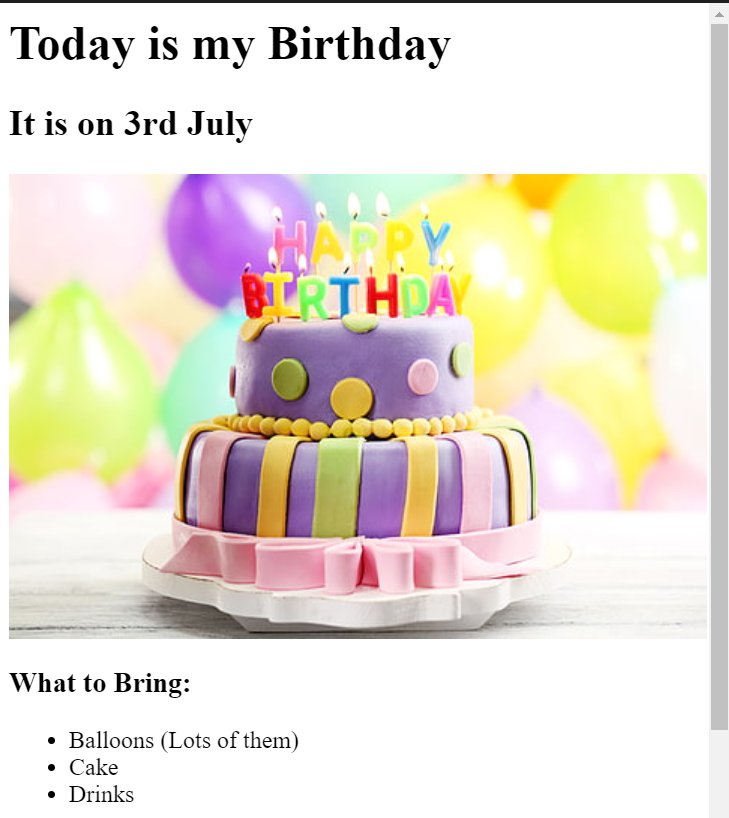 Today is my Birthday
It is on 3rd July
HAPPY
BIRTHDAY
What to Bring:
Balloons (Lots of them)
Cake
Drinks